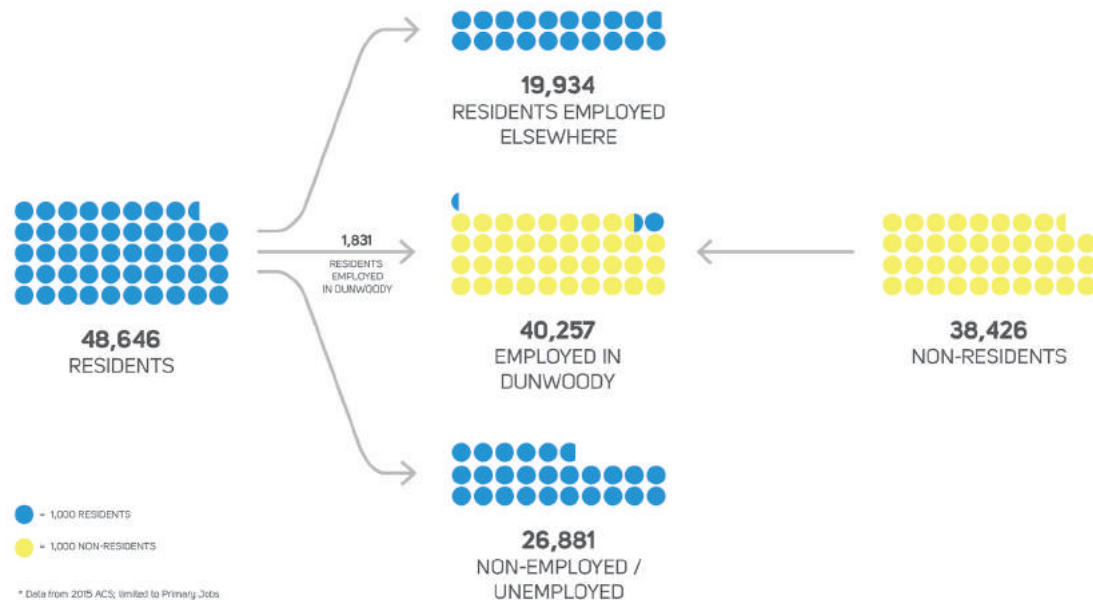 19,934
RESIDENTS EMPLOYED
ELSEWHERE
48,646
RESIDENTS
1,831
RESIDENTS
EMPLOYED
IN DUNWOODY
40,257
EMPLOYED IN
DUNWOODY
38,426
NON-RESIDENTS
26,881
NON-EMPLOYED /
UNEMPLOYED
= 1,000 RESIDENTS
= 1,000 NON-RESIDENTS
* Data from 2015 ACS; limited to Primary Jobs